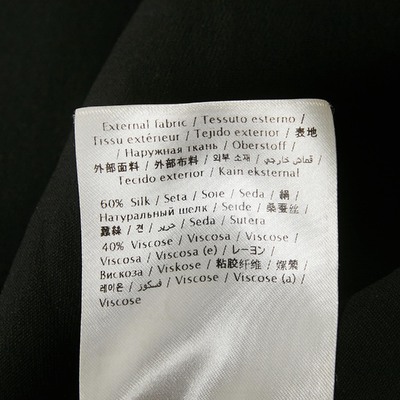 External fabric / Tessuto esterno /
Tissu extérieur / Tejido exterior / 表地
/ Наружная ткань / Oberstoff /
外部面料 / 外部布料 / 외부 소재 / قماش خارجي /
Tecido exterior / Kain eksternal
60% Silk / Seta / Soie / Seda / 絹 /
Натуральный шелк / Seide / 桑蚕丝 /
蠶絲 / 견 / حرير / Seda / Sutera
40% Viscose / Viscosa / Viscose /
Viscosa / Viscosa (e) / レーヨン /
Вискоза / Viskose / 粘胶纤维 / 嫘縈 /
레이온 / فسكوز / Viscose / Viscose (a) /
Viscose